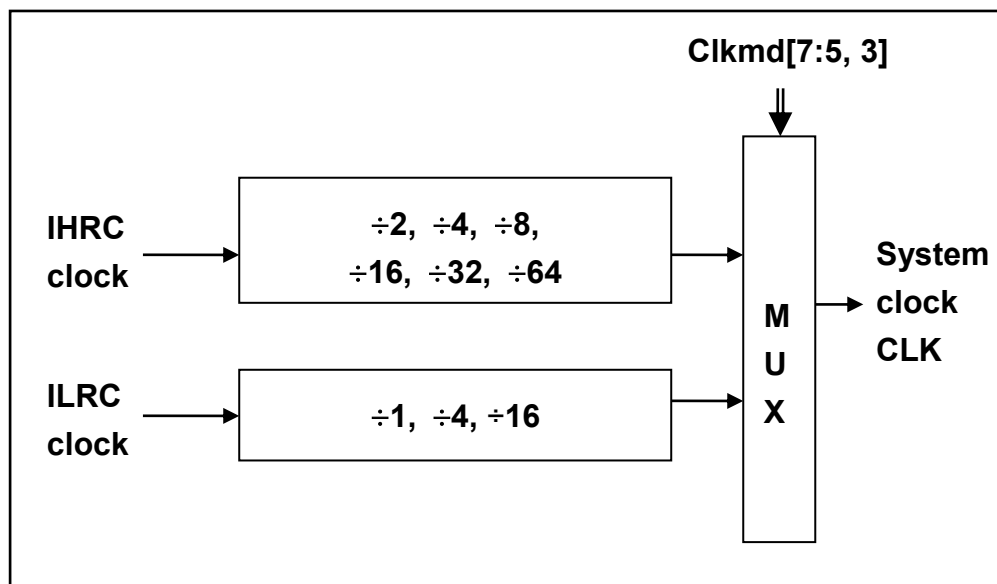 Clkmd[7:5, 3]
IHRC
clock
÷2, ÷4, ÷8,
÷16, ÷32, ÷64
ILRC
clock
÷1, ÷4, ÷16
M
U
X
System
clock
CLK